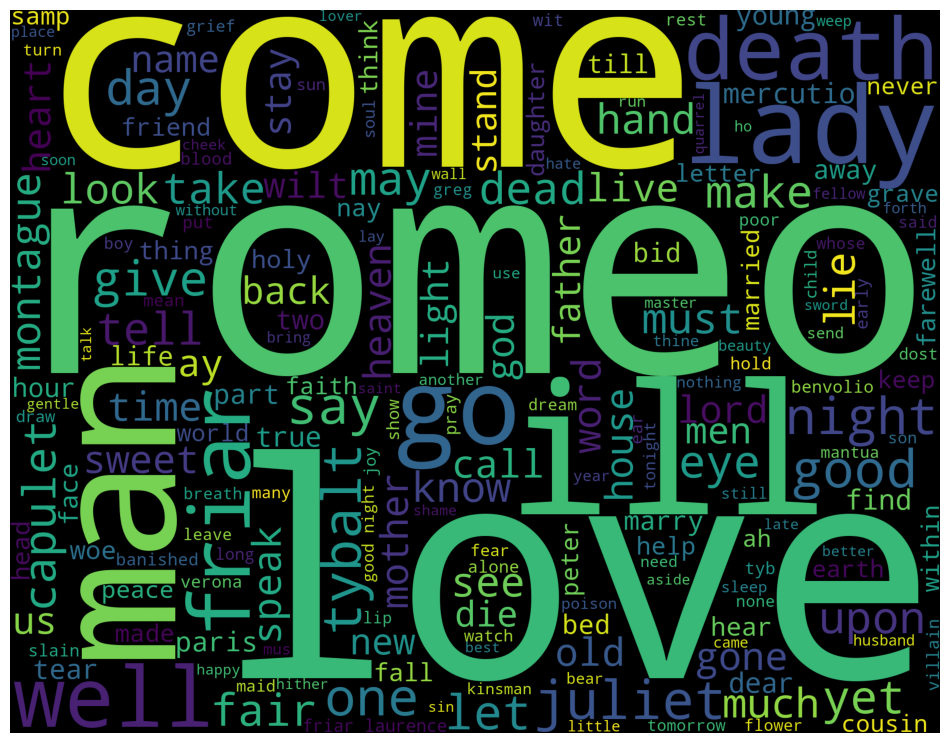 samp
come
death
place
turn
grief
lover
wit
rest
young
weep
name
day
stay
sun
think
till
heart
friend
cheek
blood
soul
mine
stand
daughter
run
hand
quarrel
ho
mercutio
never
lady
soon
look
take
wilt
may
wall
greg
hate
dead
live
letter
make
away
fellow
grave
forth
said
montague
romeo
without
put
nay
lay
boy
thing
holy
give
back
mean
tell
two
bring
talk
heaven
light
use
god
father
bid
master
must
thine
poor
married
beauty
hold
whose
child
lie
sword
send
early
farewell
dost
life
ay
hour
gentle
draw
time
part
faith
saint
another
show
pray
go
dream
say
word
ill
nothing
lord
benvolio
keep
man
friar
world
true
sweet
capulet
face
call
house
ear
tonight
men
eye
night
son
mantua
good
know
year
still
find
breath
many
tybalt
joy
good night
mother
shame
head
woe
banished
leave
long
speak
love
fear
alone
see
die
watch
best
peter
marry
help
need
aside
late
ah
tyb
better
earth
within
peace
verona
made
paris
us
slain
tear
happy
mus
lip
new
poison
bed
sleep
none
hear
came
upon
husband
villain
well
maid
hither
fall
fair
one
friar laurence
sin
kinsman
let
bear
old
juliet
little
gone
dear
tomorrow
much
flower
yet
cousin